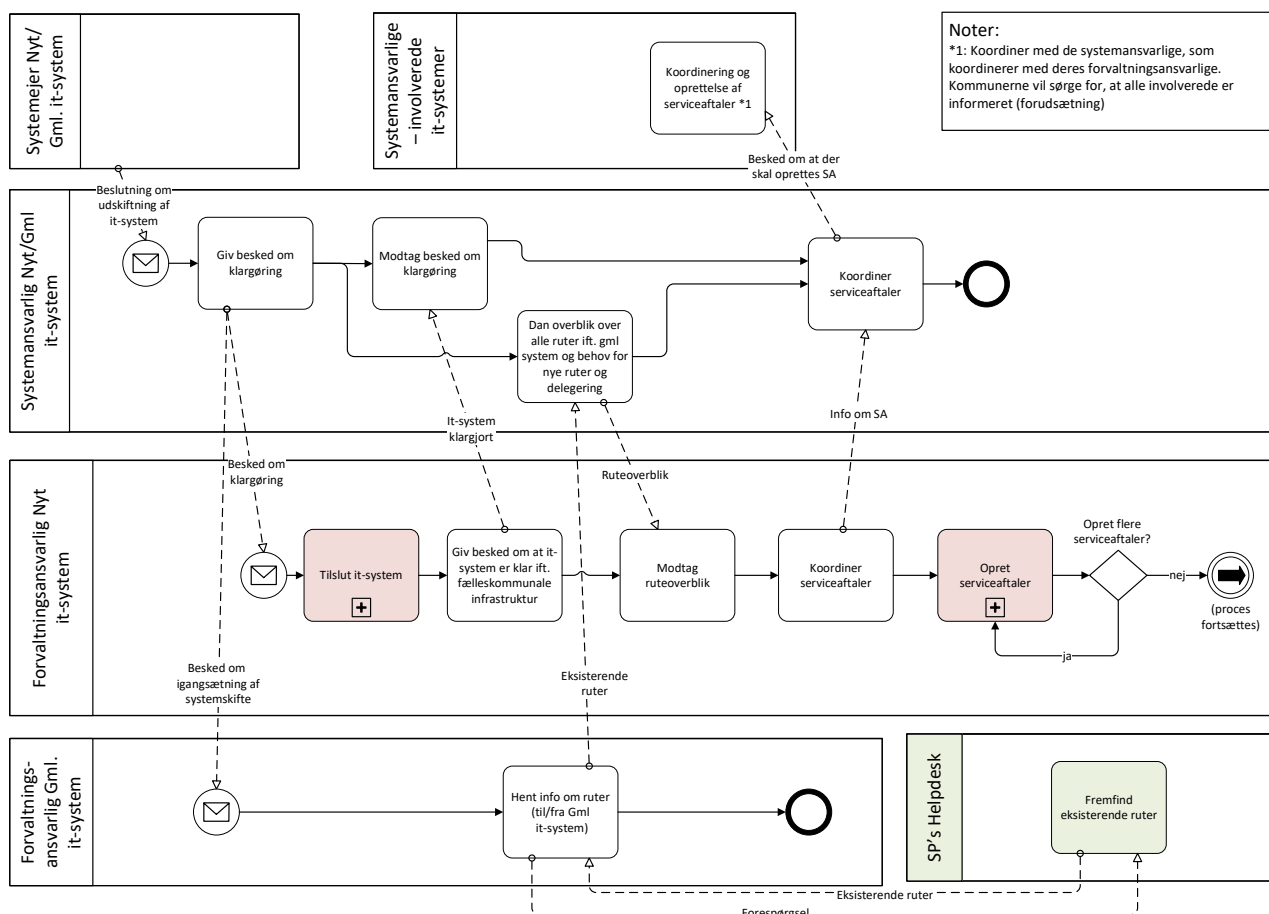 Systemejer Nyt/
Gml. it-system
Systemansvarlige
– involverede
it-systemer
Koordinering og
oprettelse af
serviceaftaler *1
Noter:
*1: Koordiner med de systemansvarlige, som
koordinerer med deres forvaltningsansvarlige.
Kommunerne vil sørge for, at alle involverede er
informeret (forudsætning)
Beslutning om
udskiftning af
it-system
Besked om at der
skal oprettes SA
Systemansvarlig Nyt/Gml
it-system
Giv besked om
klargøring
Modtag besked om
klargøring
Koordiner
serviceaftaler
Dan overblik over
alle ruter ift. gml
system og behov for
nye ruter og
delegering
It-system
klargjort
Info om SA
Besked om
klargøring
Ruteoverblik
Forvaltningsansvarlig Nyt
it-system
Tilslut it-system
Giv besked om at it-
system er klar ift.
fælleskommunale
infrastruktur
Modtag
ruteoverblik
Koordiner
serviceaftaler
Opret
serviceaftaler
Opret flere
serviceaftaler?
nej
ja
(proces
fortsættes)
Besked om
igangsætning af
systemskifte
Eksisterende
ruter
Forvaltnings-
ansvarlig Gml.
it-system
Hent info om ruter
(til/fra Gml
it-system)
SP's Helpdesk
Fremfind
eksisterende ruter
Eksisterende ruter
Forespørgsel